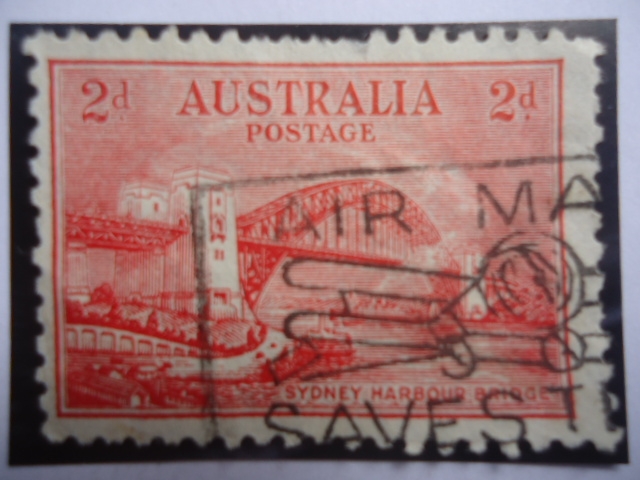 2d AUSTRALIA 2d.
POSTAGE
AIR MA
SYDNEY HARBOUR BRIDGE
SAVES T